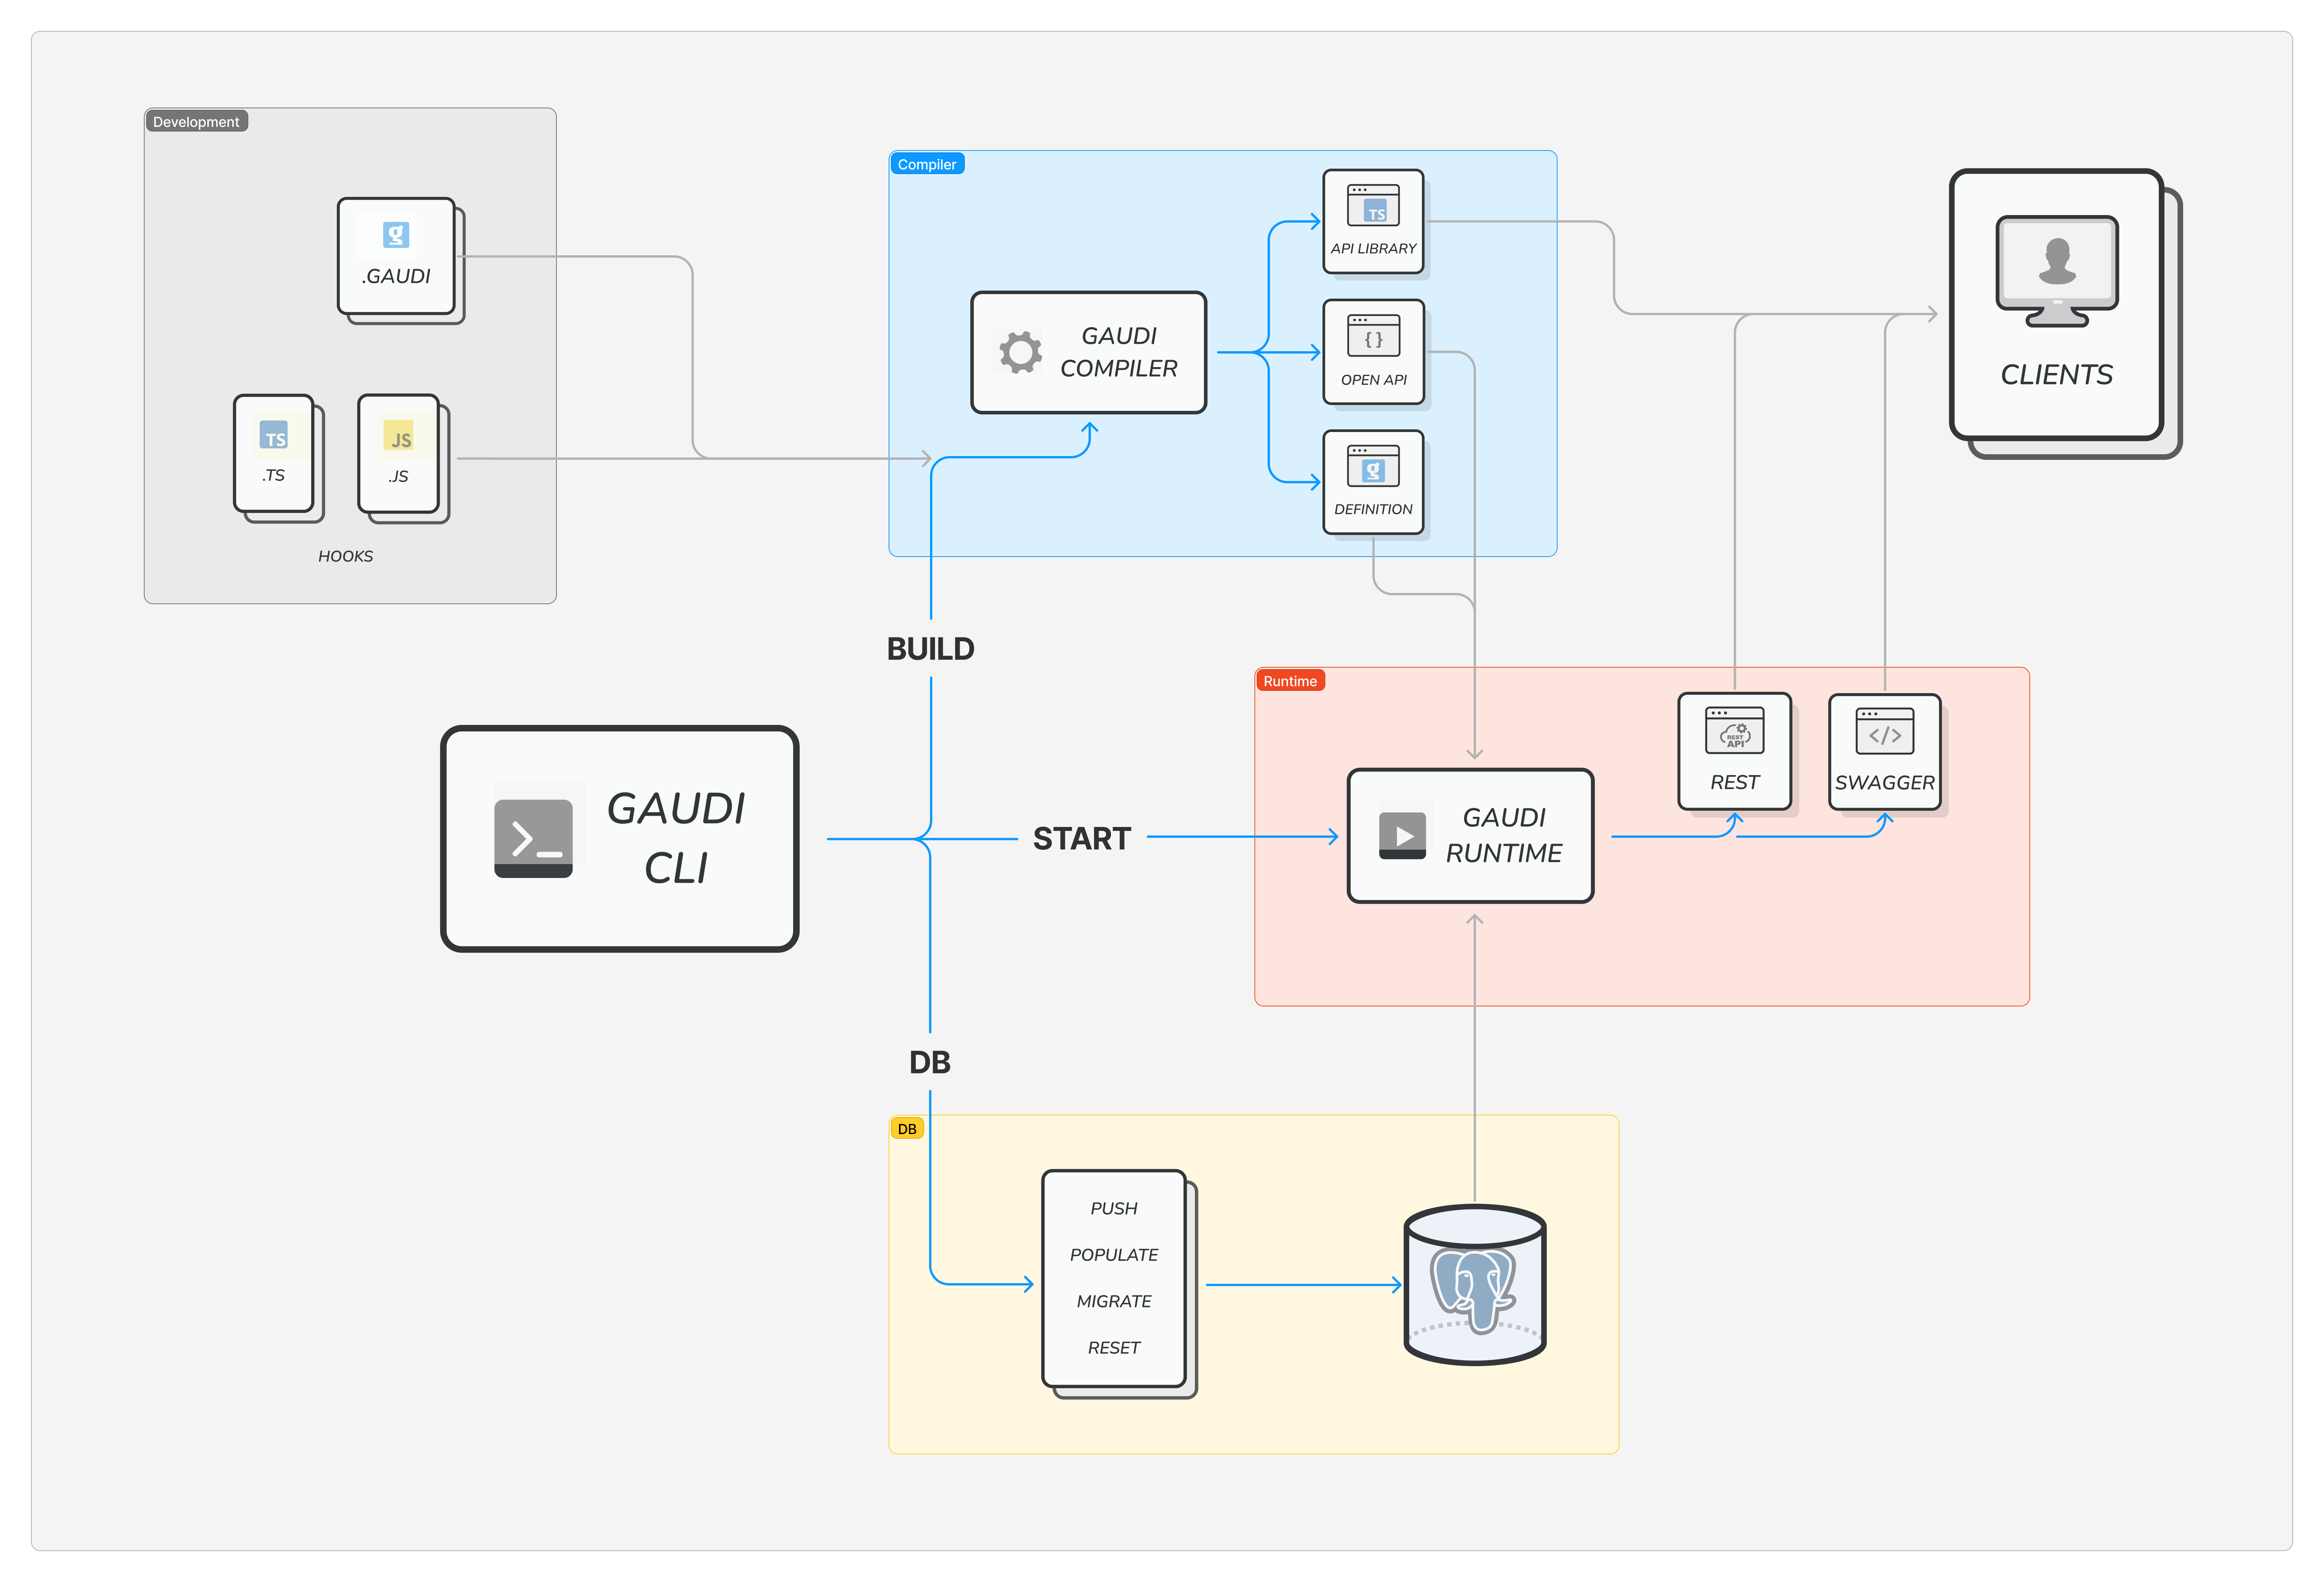 Development
g
.GAUDI
TS
.TS
JS
.JS
HOOKS
Compiler
GAUDI
COMPILER
TS
API LIBRARY
{ }
OPEN API
g
DEFINITION
CLIENTS
BUILD
GAUDI
CLI
START
Runtime
GAUDI
RUNTIME
REST
API
REST
</>
SWAGGER
DB
DB
PUSH
POPULATE
MIGRATE
RESET